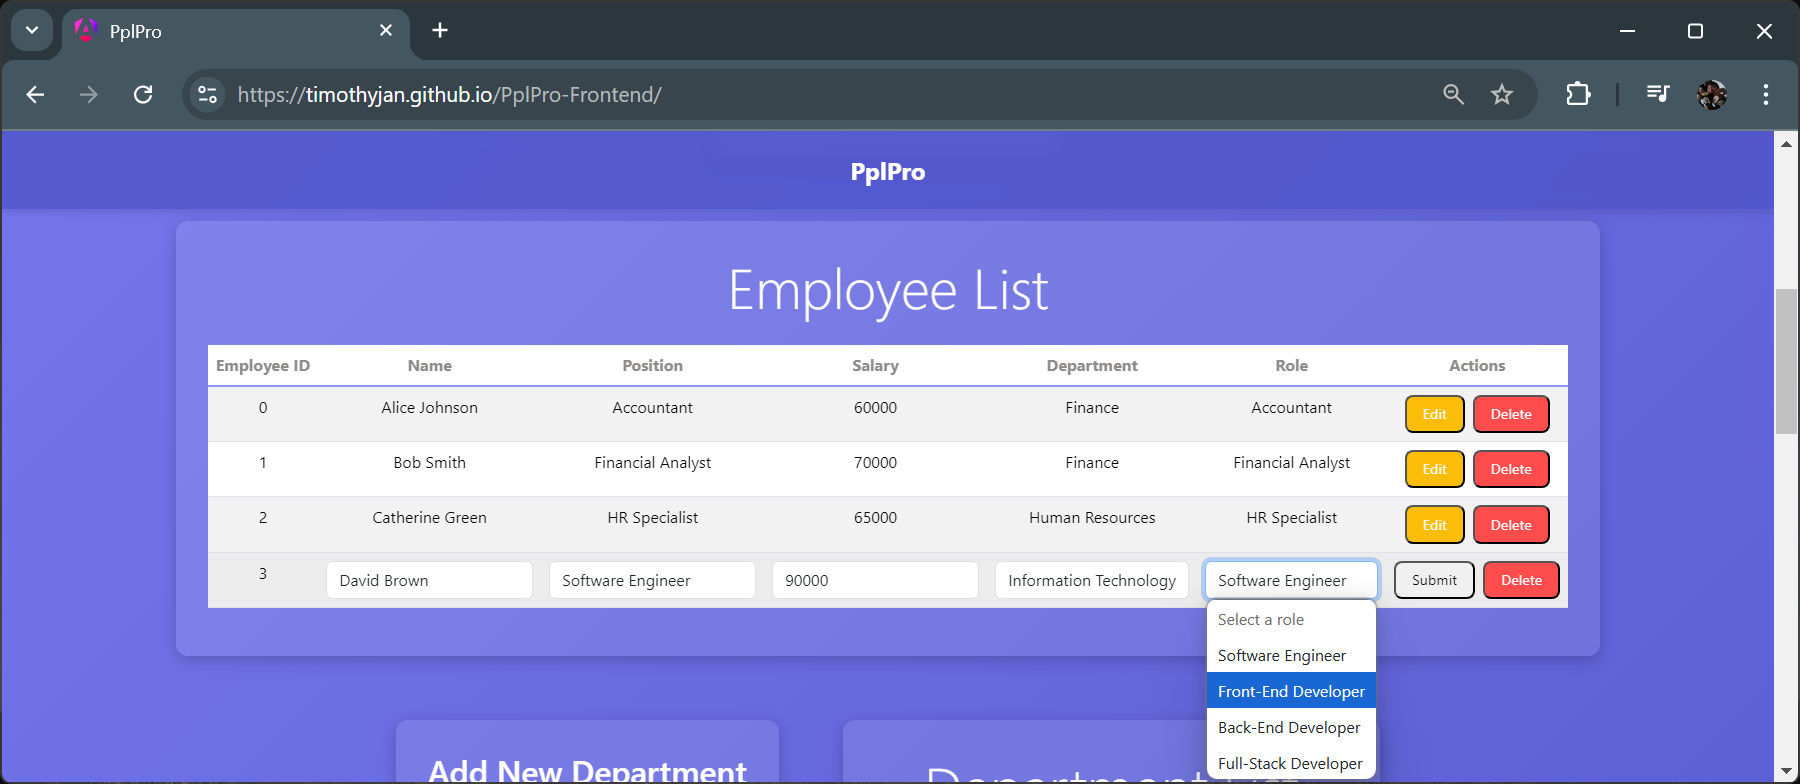 PplPro
https://timothyjan.github.io/PplPro-Frontend/
PplPro
Employee List
Employee ID Name Position Salary Department Role Actions
0 Alice Johnson Accountant 60000 Finance Accountant Edit Delete
1 Bob Smith Financial Analyst 70000 Finance Financial Analyst Edit Delete
2 Catherine Green HR Specialist 65000 Human Resources HR Specialist Edit Delete
3 David Brown Software Engineer 90000 Information Technology Software Engineer Submit Delete
Select a role
Software Engineer
Front-End Developer
Back-End Developer
Full-Stack Developer
Add New Department
Department